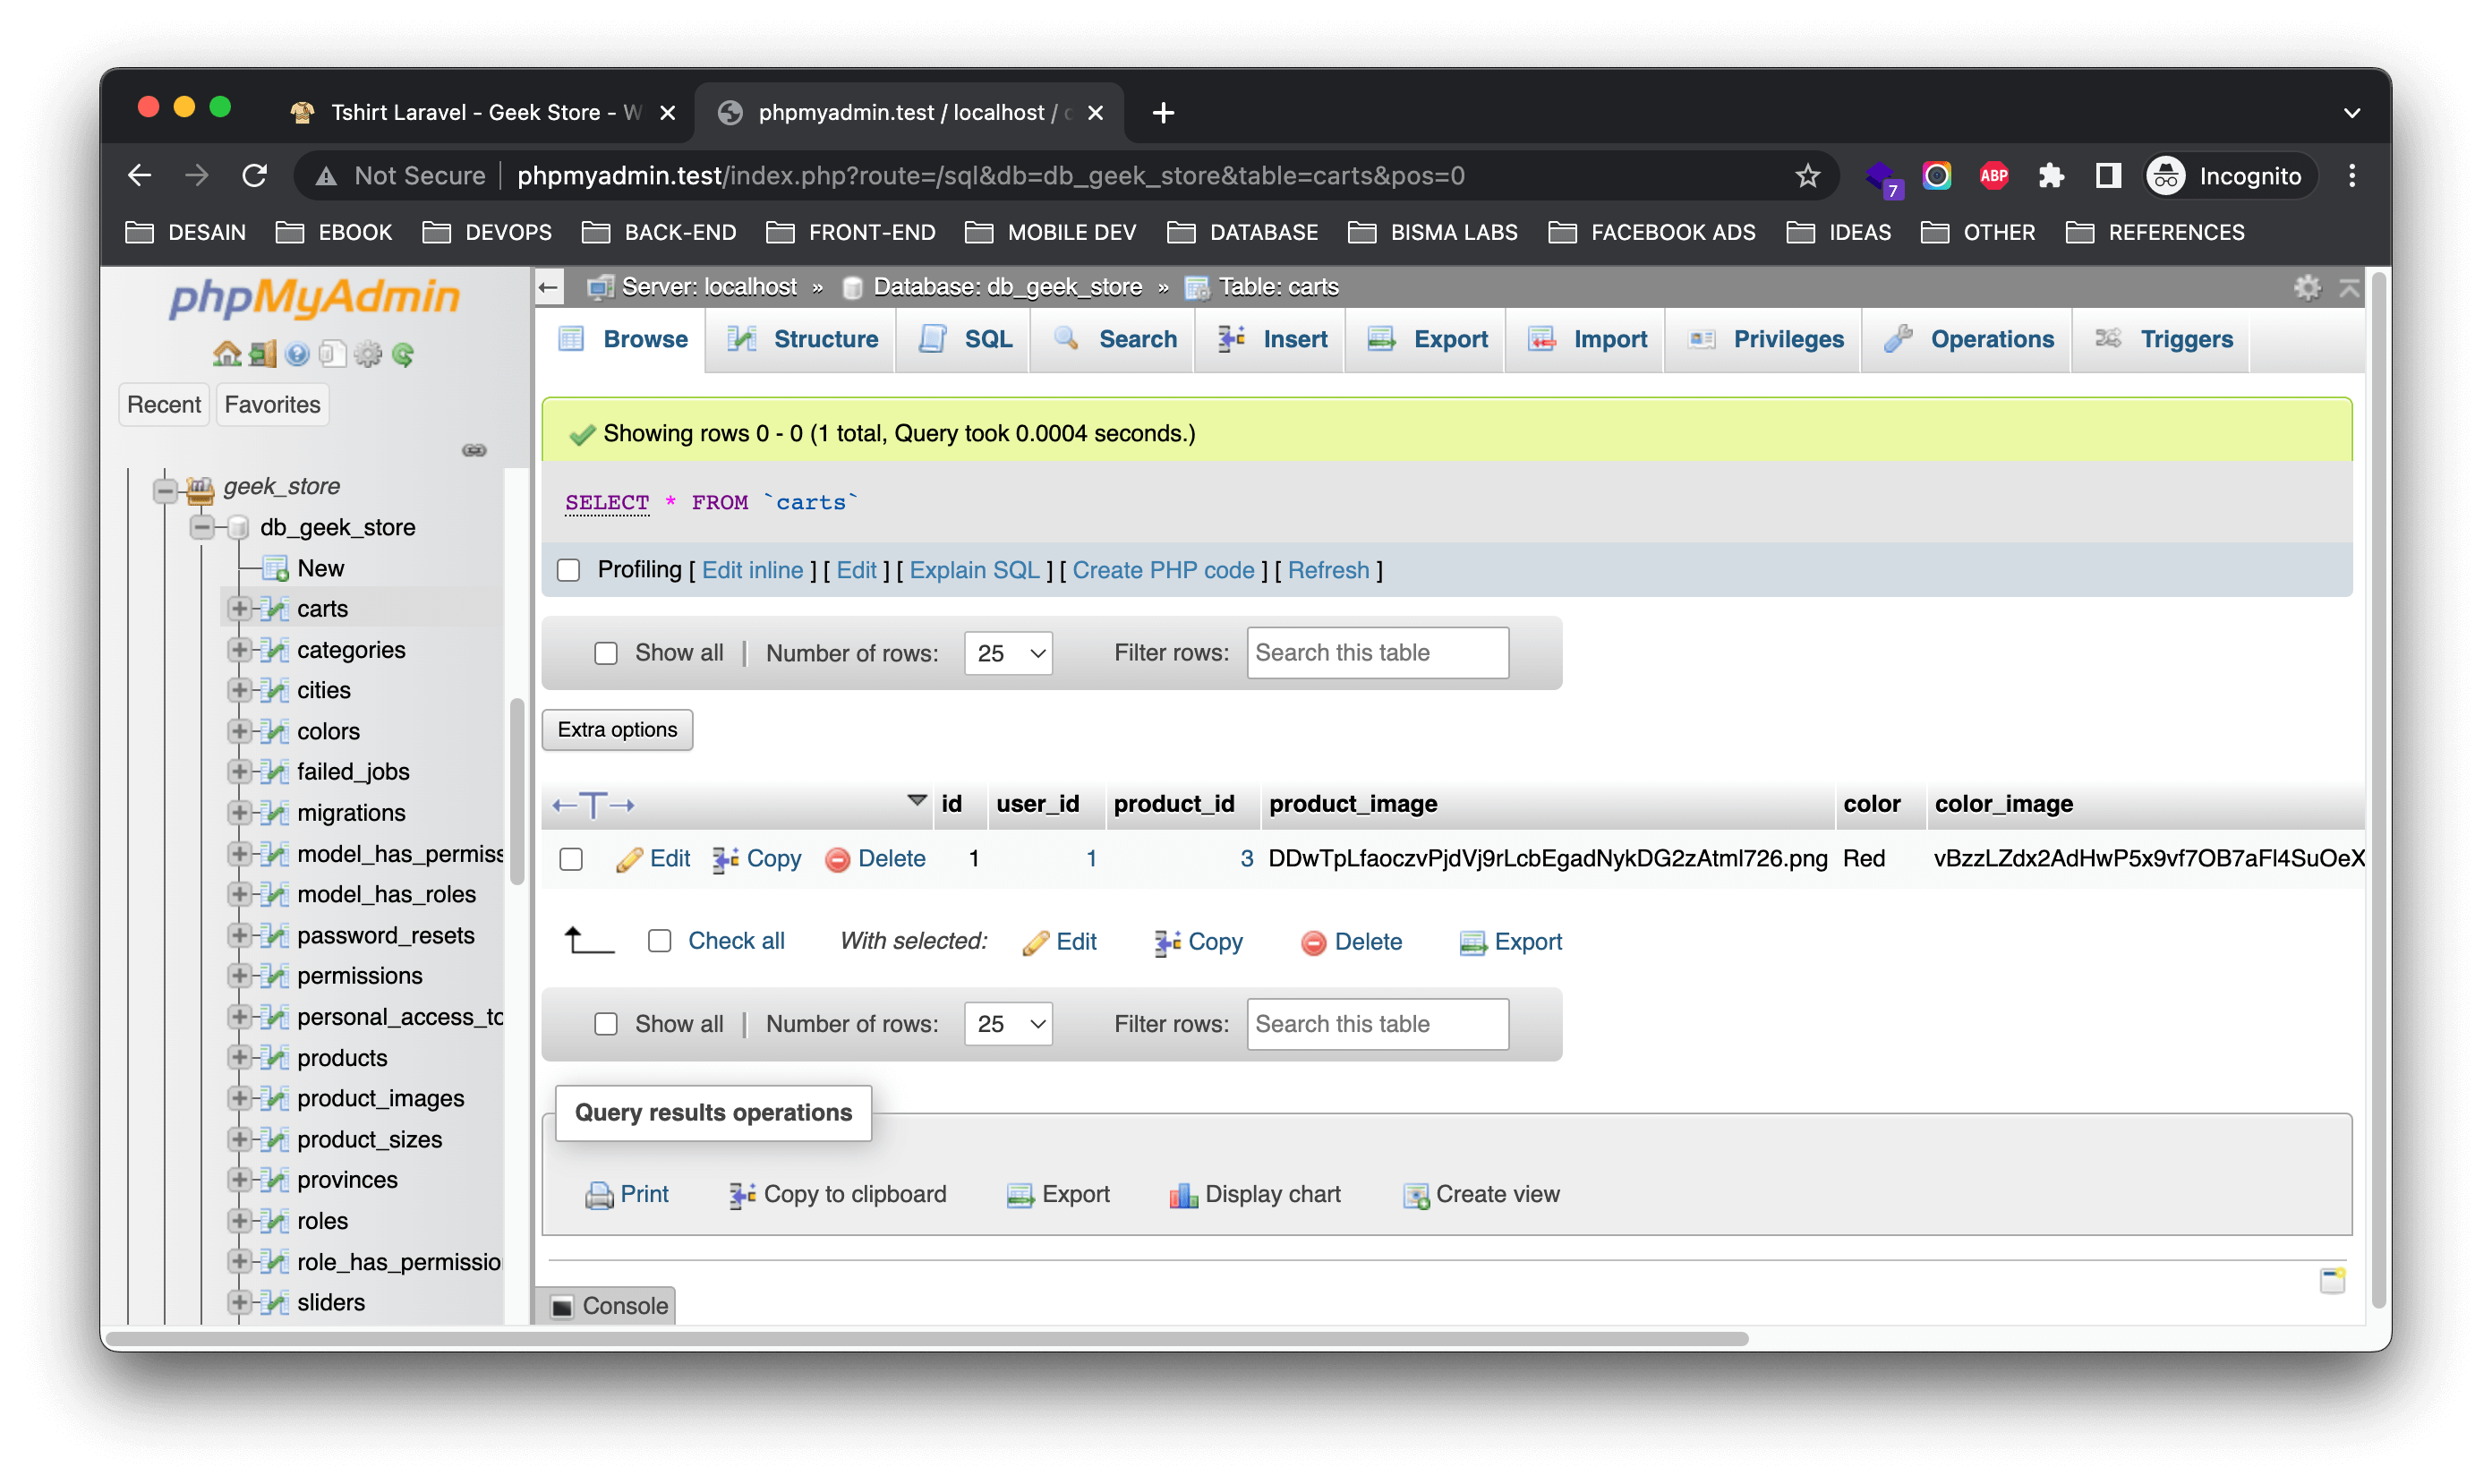 Tshirt Laravel - Geek Store - W
phpmyadmin.test / localhost /
Not Secure phpmyadmin.test/index.php?route=/sql&db=db_geek_store&table=carts&pos=0
7
ABP
Incognito
DESAIN EBOOK DEVOPS BACK-END FRONT-END MOBILE DEV DATABASE BISMA LABS FACEBOOK ADS IDEAS OTHER REFERENCES
phpMyAdmin
Recent Favorites
geek_store
db_geek_store
New
carts
categories
cities
colors
failed_jobs
migrations
model_has_permiss
model_has_roles
password_resets
permissions
personal_access_to
products
product_images
product_sizes
provinces
roles
role_has_permissio
sliders
Server: localhost » Database: db_geek_store » Table: carts
Browse Structure SQL Search Insert Export Import Privileges Operations Triggers
Showing rows 0 - 0 (1 total, Query took 0.0004 seconds.)
SELECT * FROM `carts`
Profiling [ Edit inline ] [ Edit ] [ Explain SQL ] [ Create PHP code ] [ Refresh ]
Show all | Number of rows: 25 Filter rows: Search this table
Extra options
←T→ id user_id product_id product_image color color_image
Edit Copy Delete 1 1 3 DDwTpLfaoczvPjdVj9rLcbEgadNykDG2zAtml726.png Red vBzzLZdx2AdHwP5x9vf7OB7aFl4SuOeX
Check all With selected: Edit Copy Delete Export
Show all | Number of rows: 25 Filter rows: Search this table
Query results operations
Print Copy to clipboard Export Display chart Create view
Console